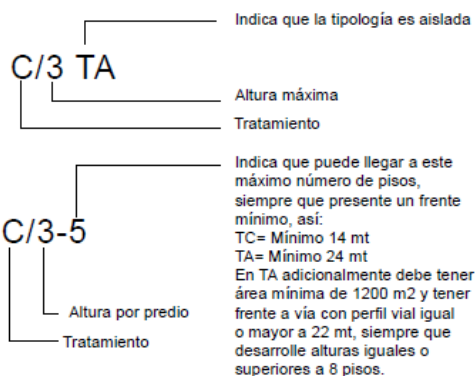 Indica que la tipología es aislada
C/3 TA
Altura máxima
Tratamiento
Indica que puede llegar a este
máximo número de pisos,
siempre que presente un frente
mínimo, así:
TC= Mínimo 14 mt
TA= Mínimo 24 mt
En TA adicionalmente debe tener
área mínima de 1200 m2 y tener
frente a vía con perfil vial igual
o mayor a 22 mt, siempre que
desarrolle alturas iguales o
superiores a 8 pisos.
C/3-5
Altura por predio
Tratamiento